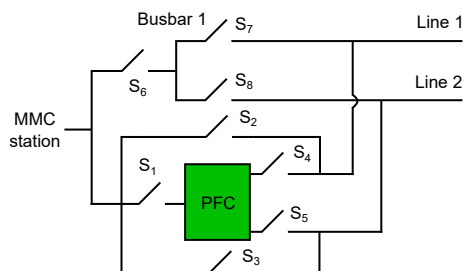 Busbar 1
S7
Line 1
S6
S8
Line 2
MMC
station
S2
S1
S4
PFC
S5
S3